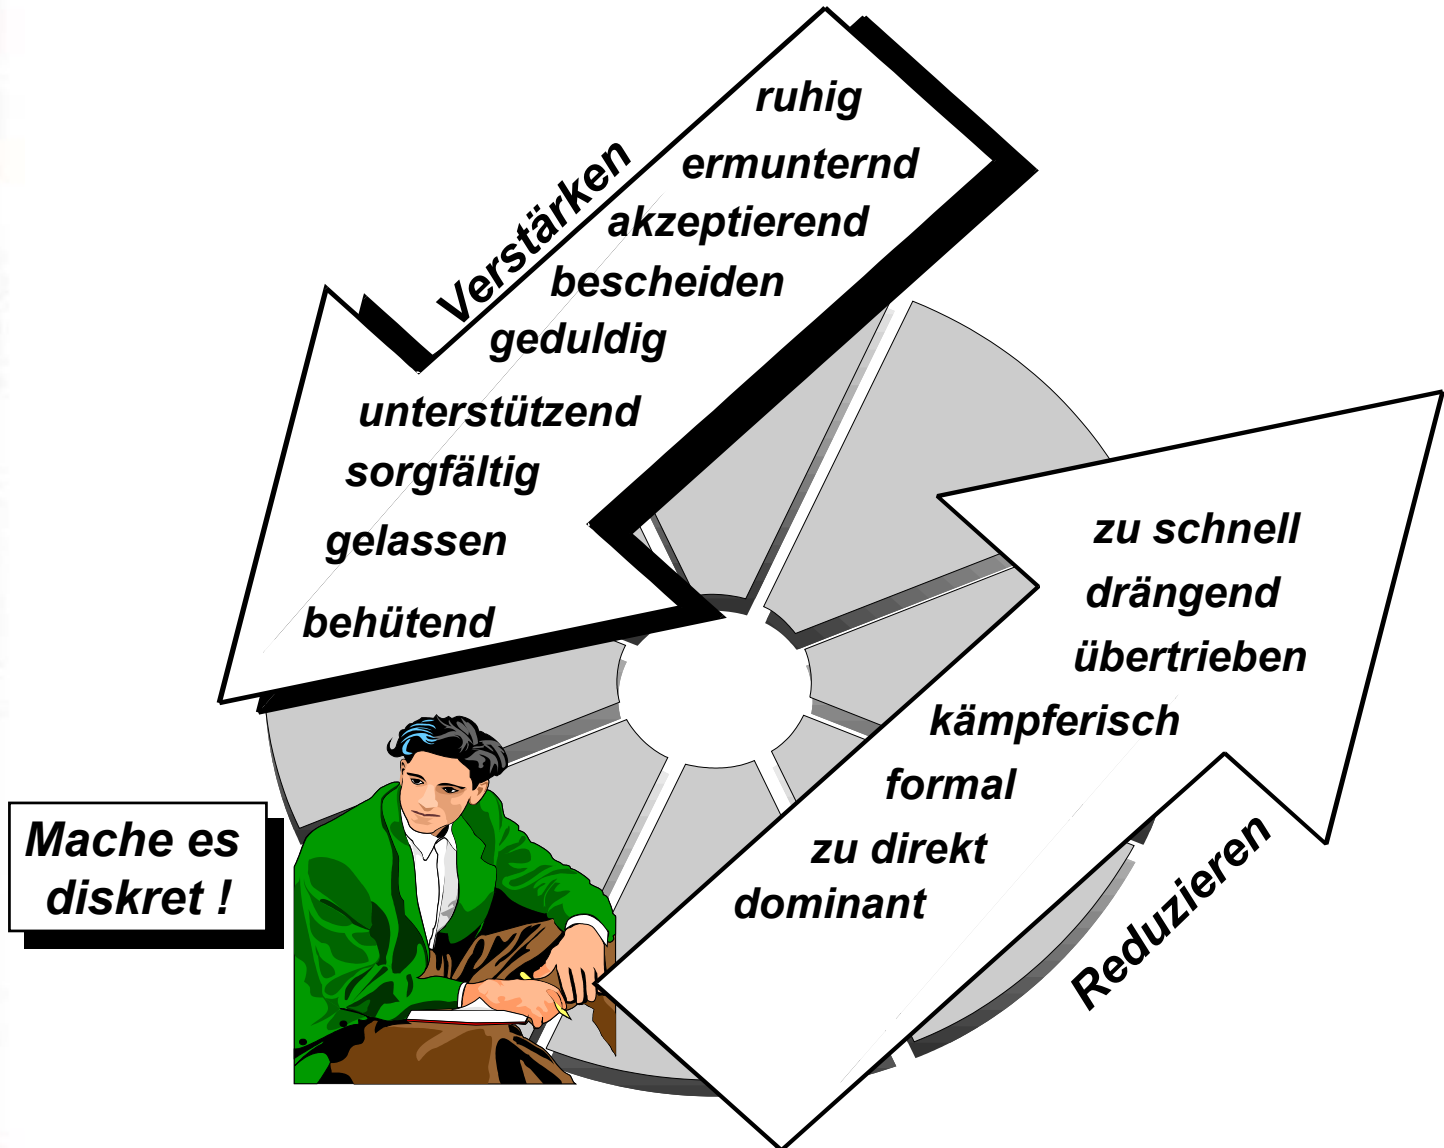 Verstärken
ruhig
ermunternd
akzeptierend
bescheiden
geduldig
unterstützend
sorgfältig
gelassen
behütend
zu schnell
drängend
übertrieben
kämpferisch
formal
zu direkt
dominant
Reduzieren
Mache es
diskret !